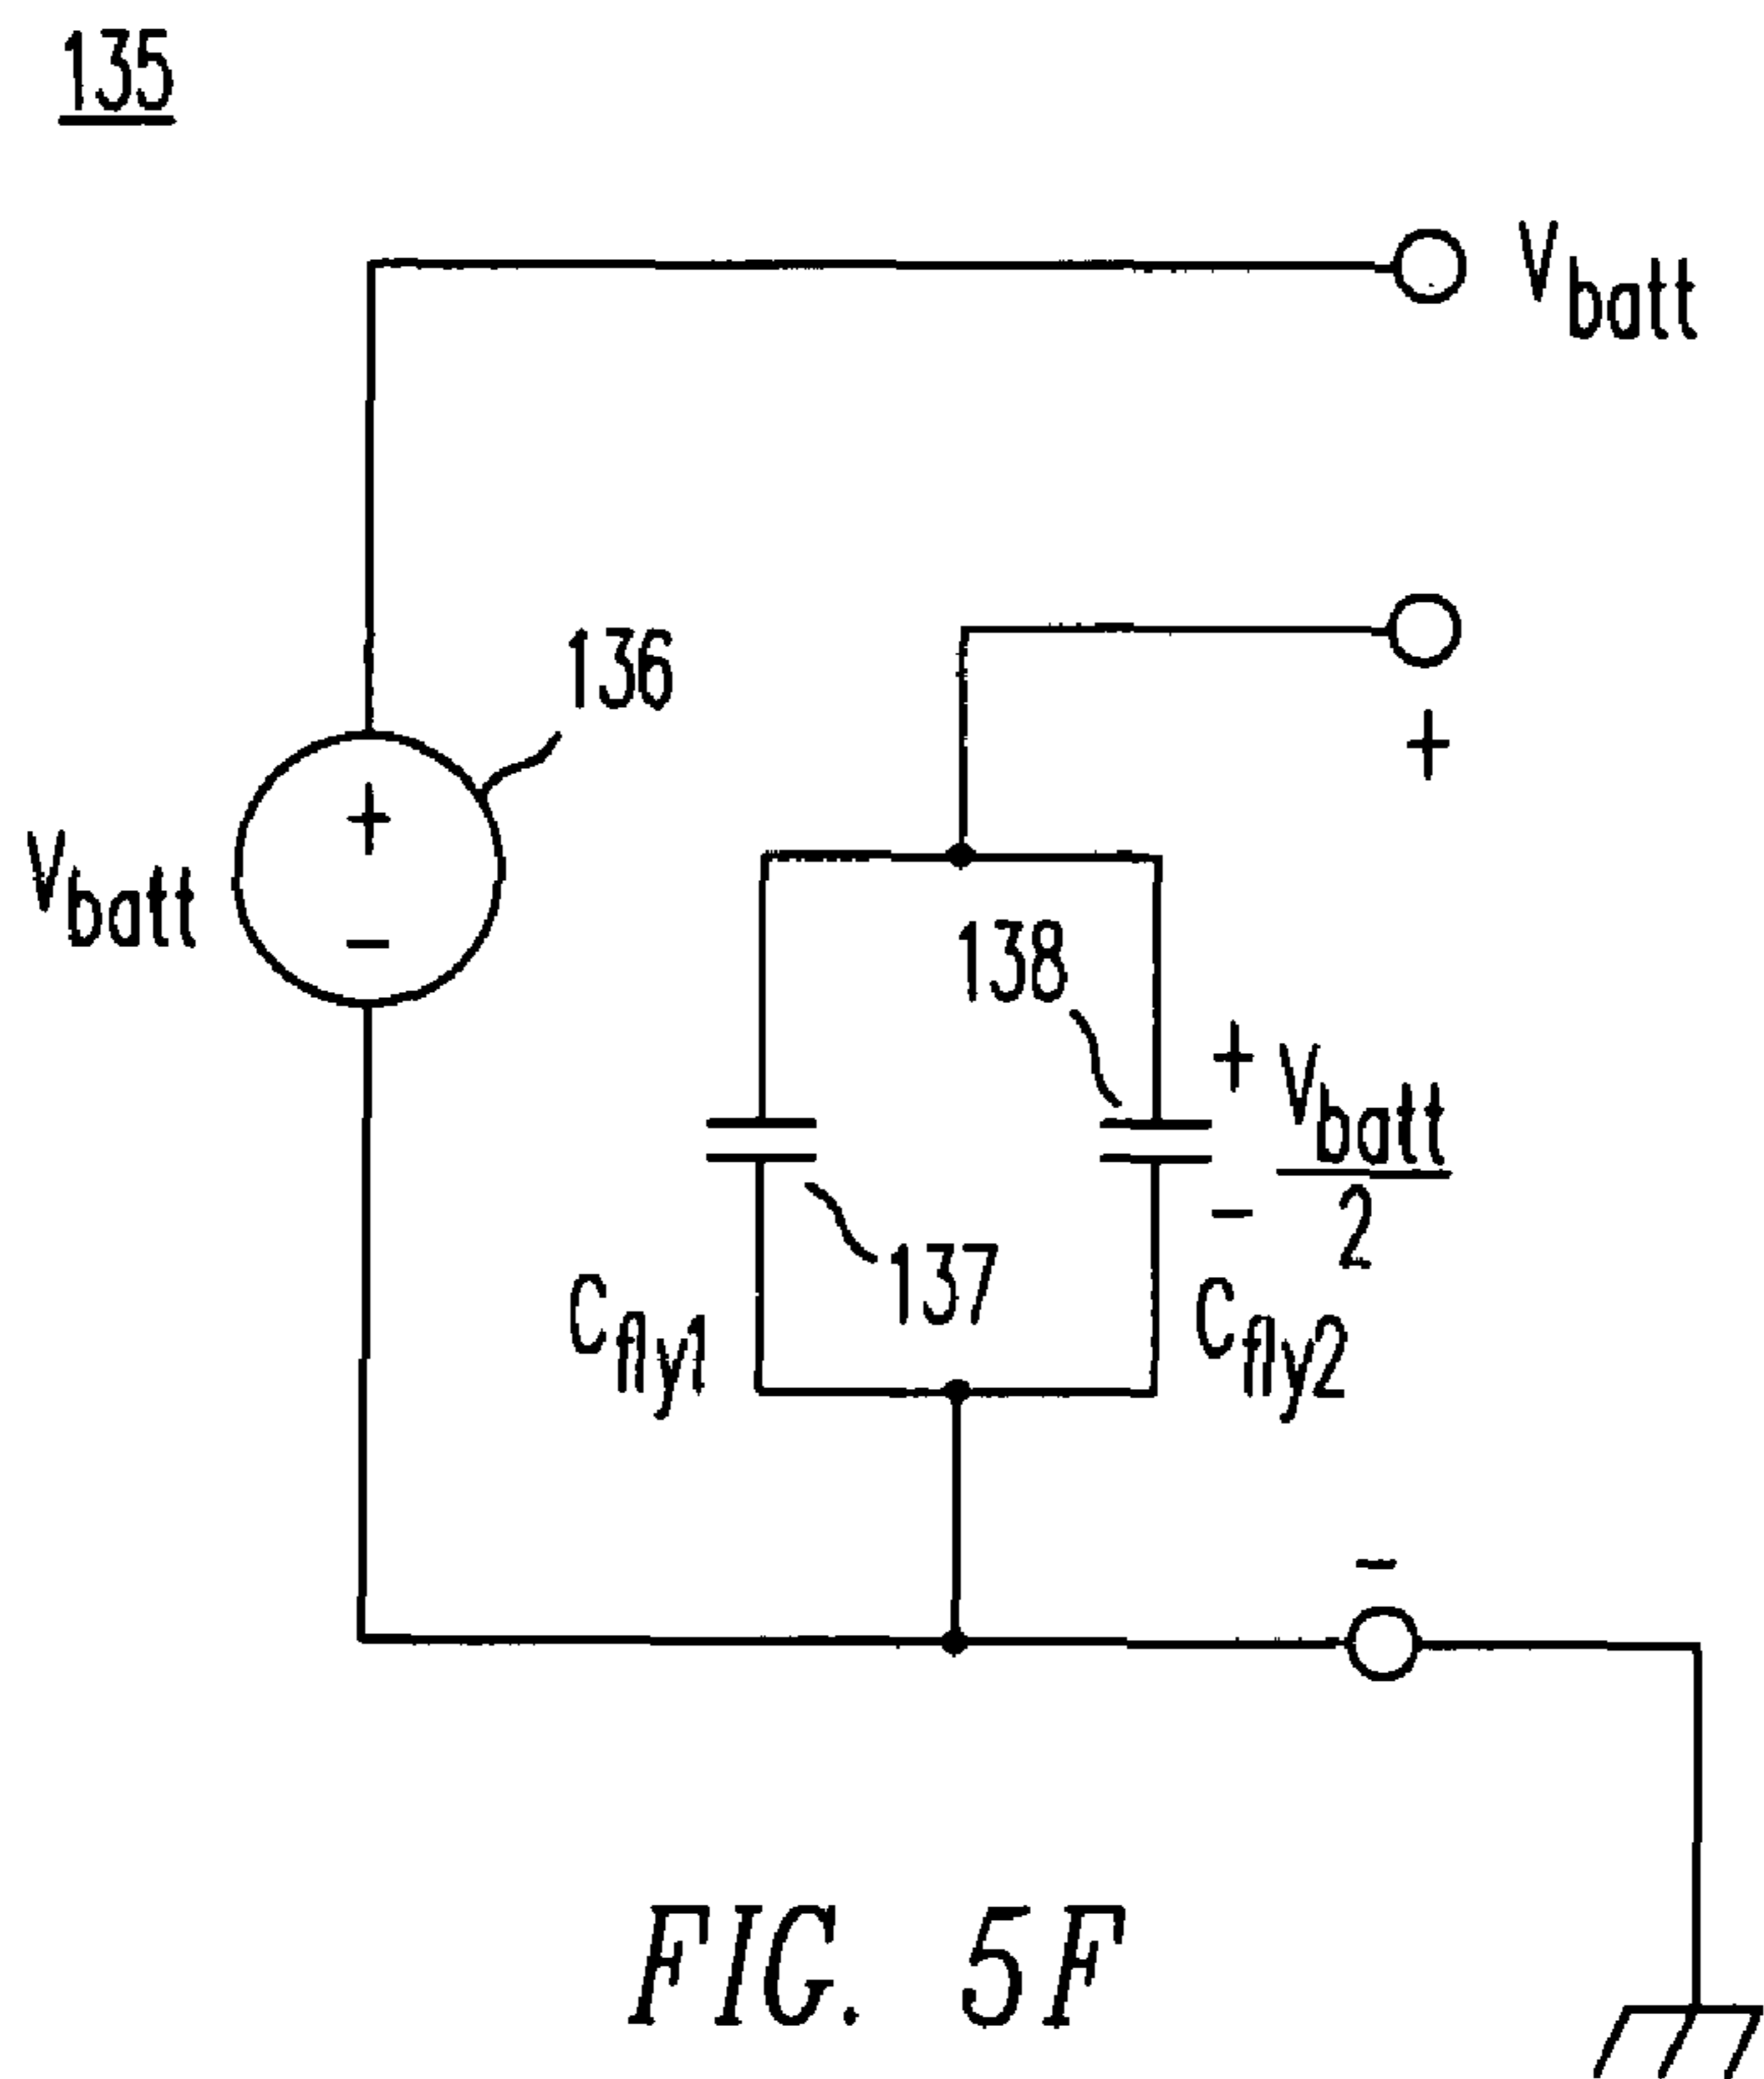 135
Vbatt
136
+
+
Vbatt
-
138
+
Vbatt
2
-
137
Cfly1
Cfly2
-
FIG. 5F